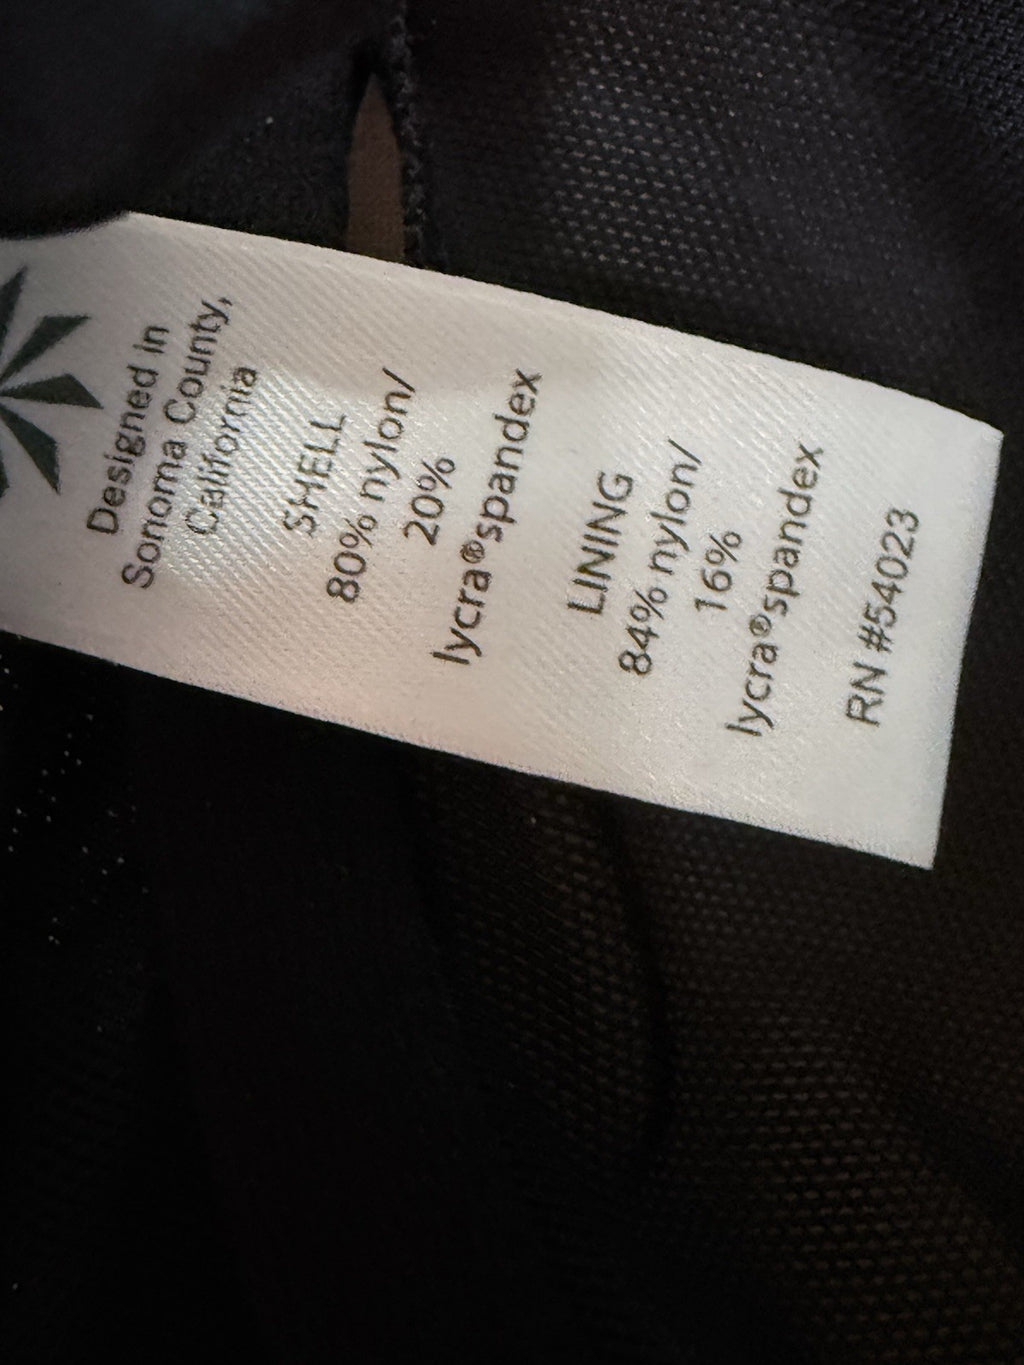 Designed in
Sonoma County,
California
SHELL
80% nylon/
20%
lycra®spandex
LINING
84% nylon/
16%
lycra®spandex
RN #54023